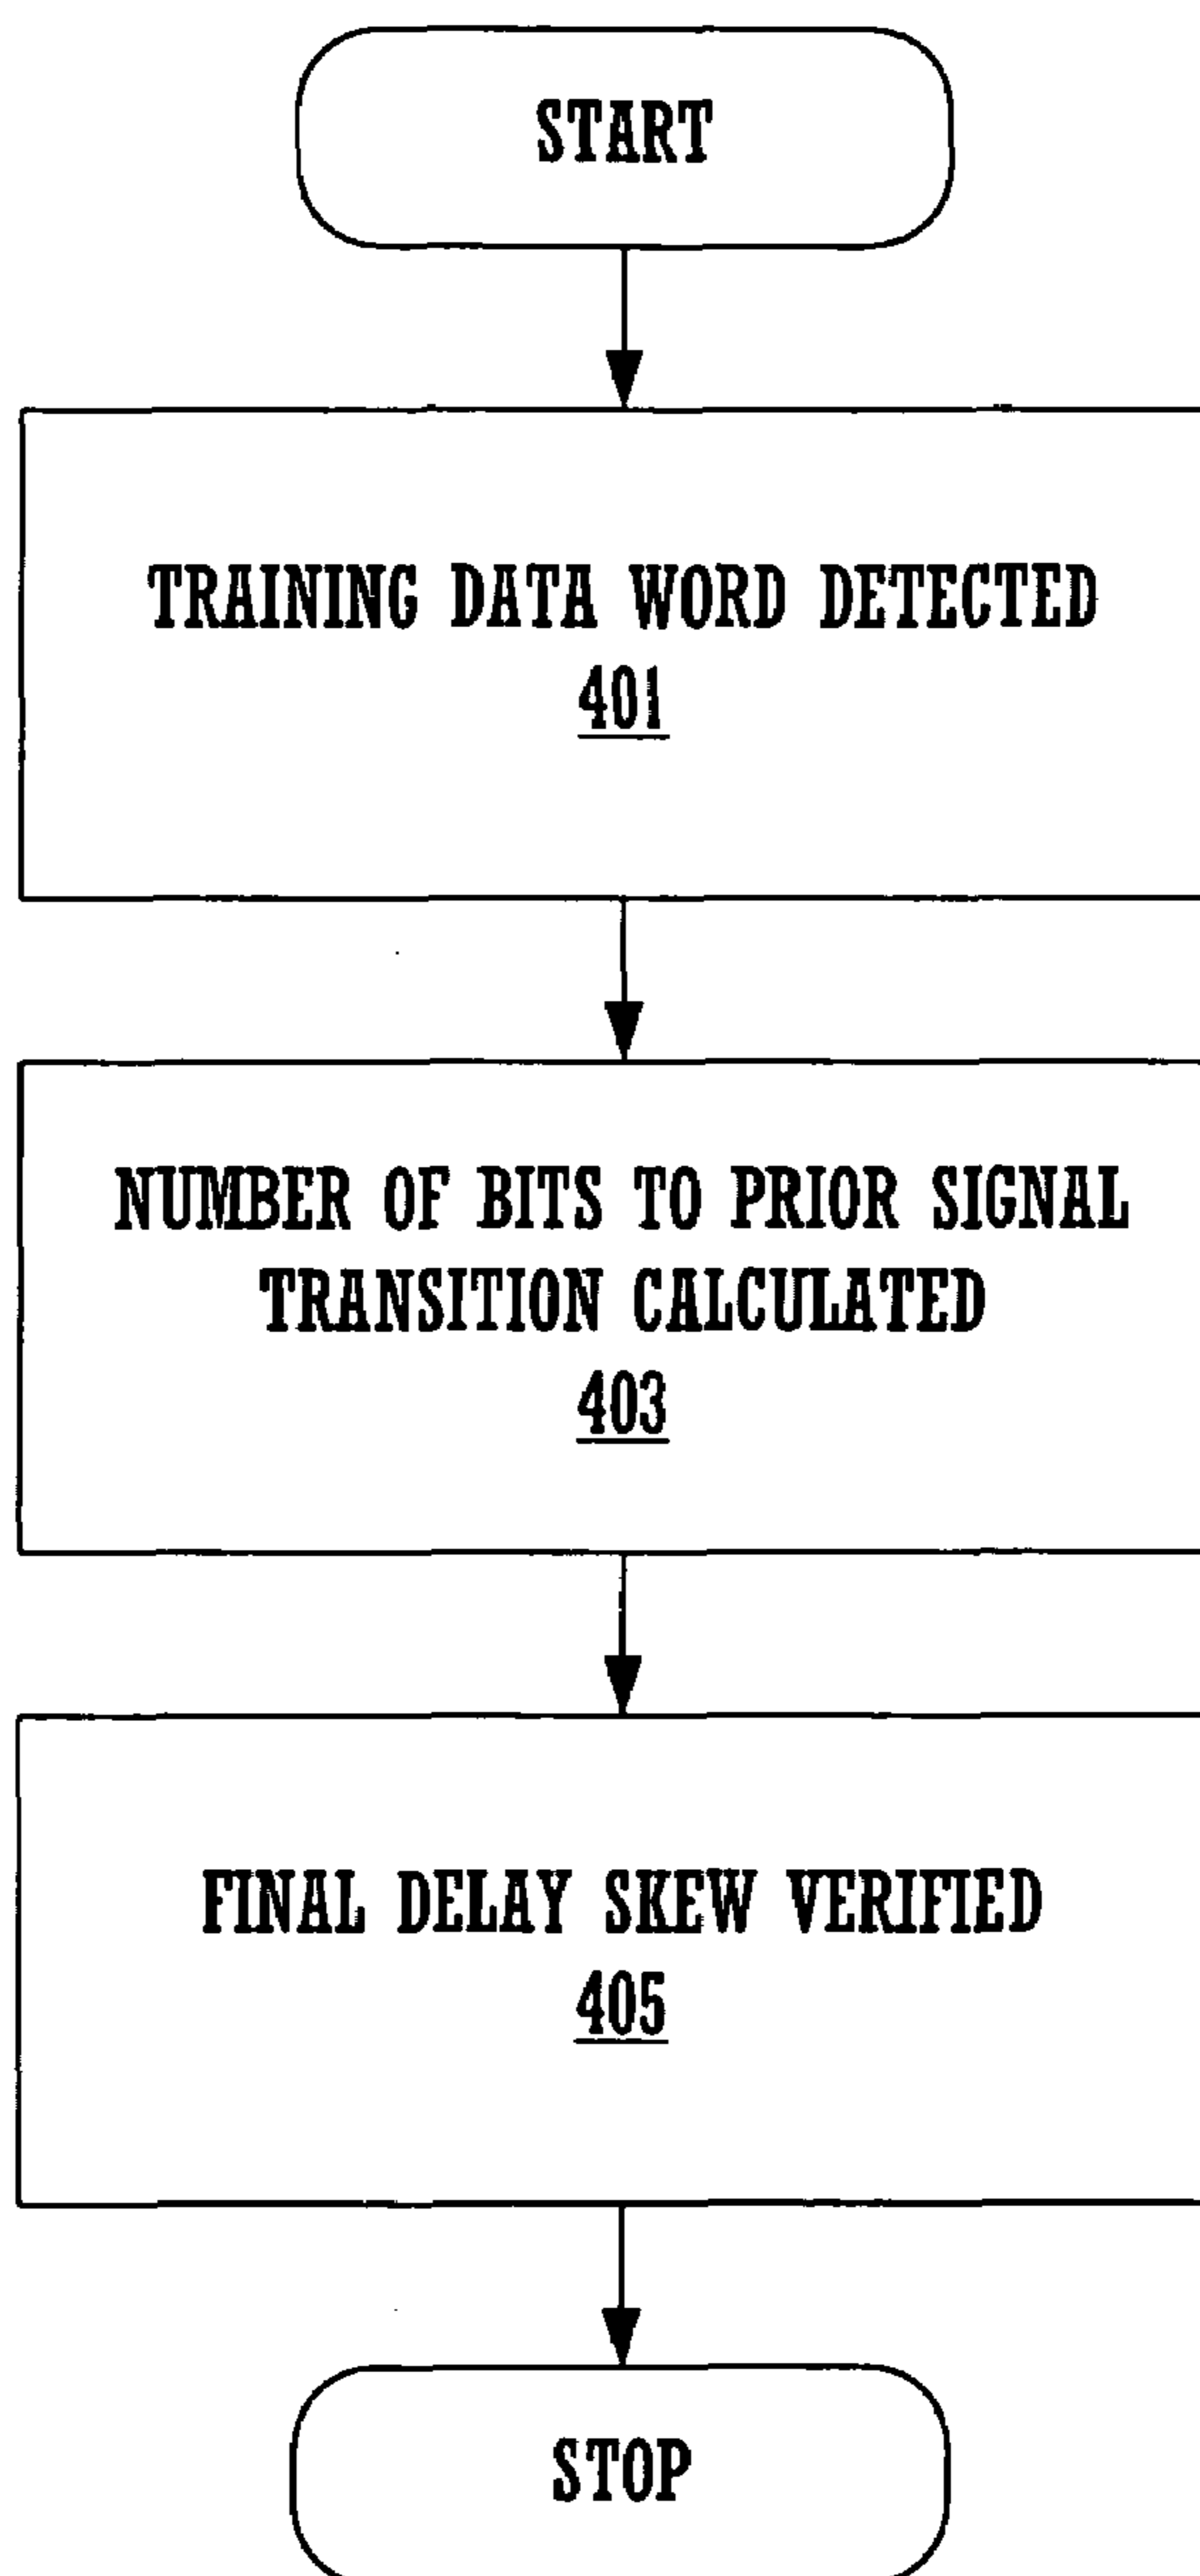 START
TRAINING DATA WORD DETECTED
401
NUMBER OF BITS TO PRIOR SIGNAL
TRANSITION CALCULATED
403
FINAL DELAY SKEW VERIFIED
405
STOP